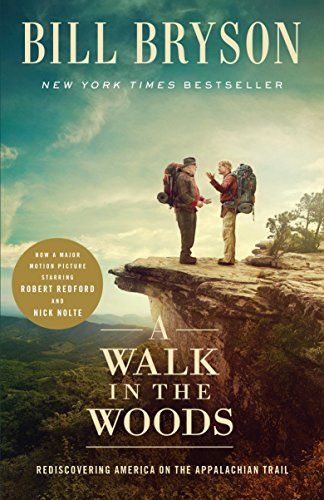 BILL BRYSON
NEW YORK TIMES BESTSELLER
NOW A MAJOR
MOTION PICTURE
STARRING
ROBERT REDFORD
AND
NICK NOLTE
A
WALK
IN THE
WOODS
REDISCOVERING AMERICA ON THE APPALACHIAN TRAIL